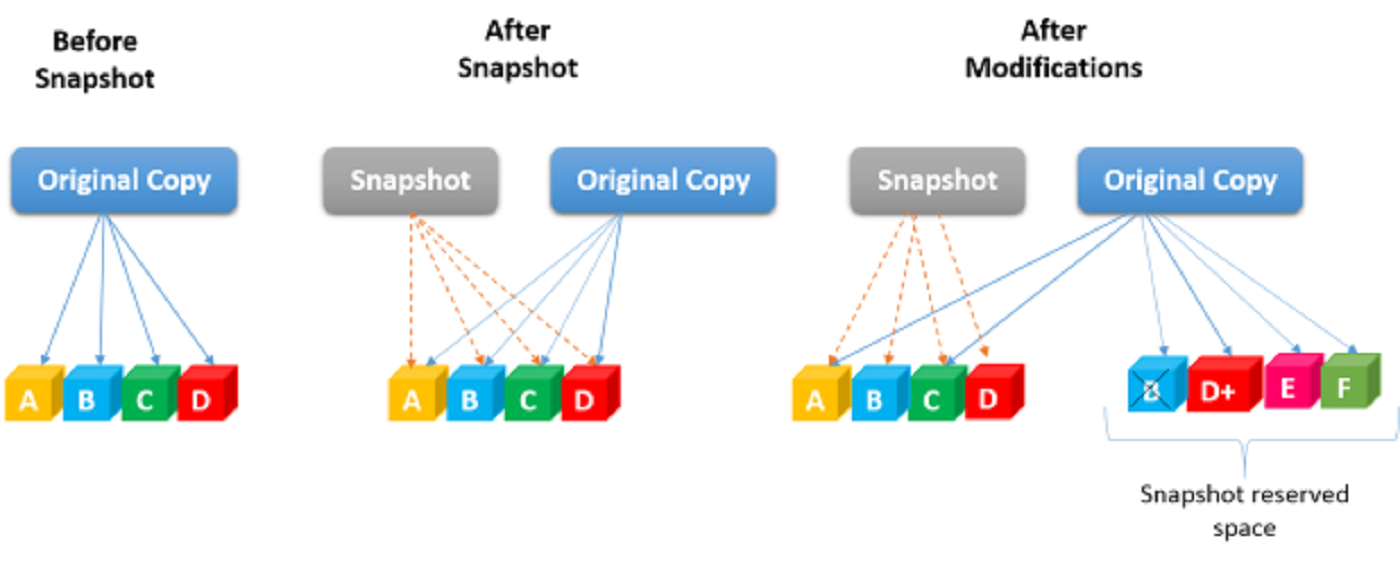 Before
Snapshot
After
Snapshot
After
Modifications
Original Copy
Snapshot
Original Copy
Snapshot
Original Copy
A B C D
A B C D
A B C D
B D+ E F
Snapshot reserved
space